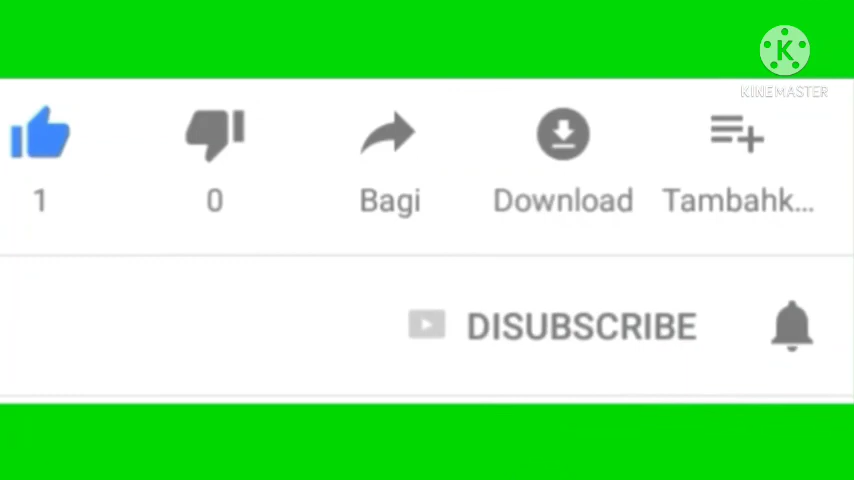 K
KINEMASTER
1 0 Bagi Download Tambahk...
DISUBSCRIBE